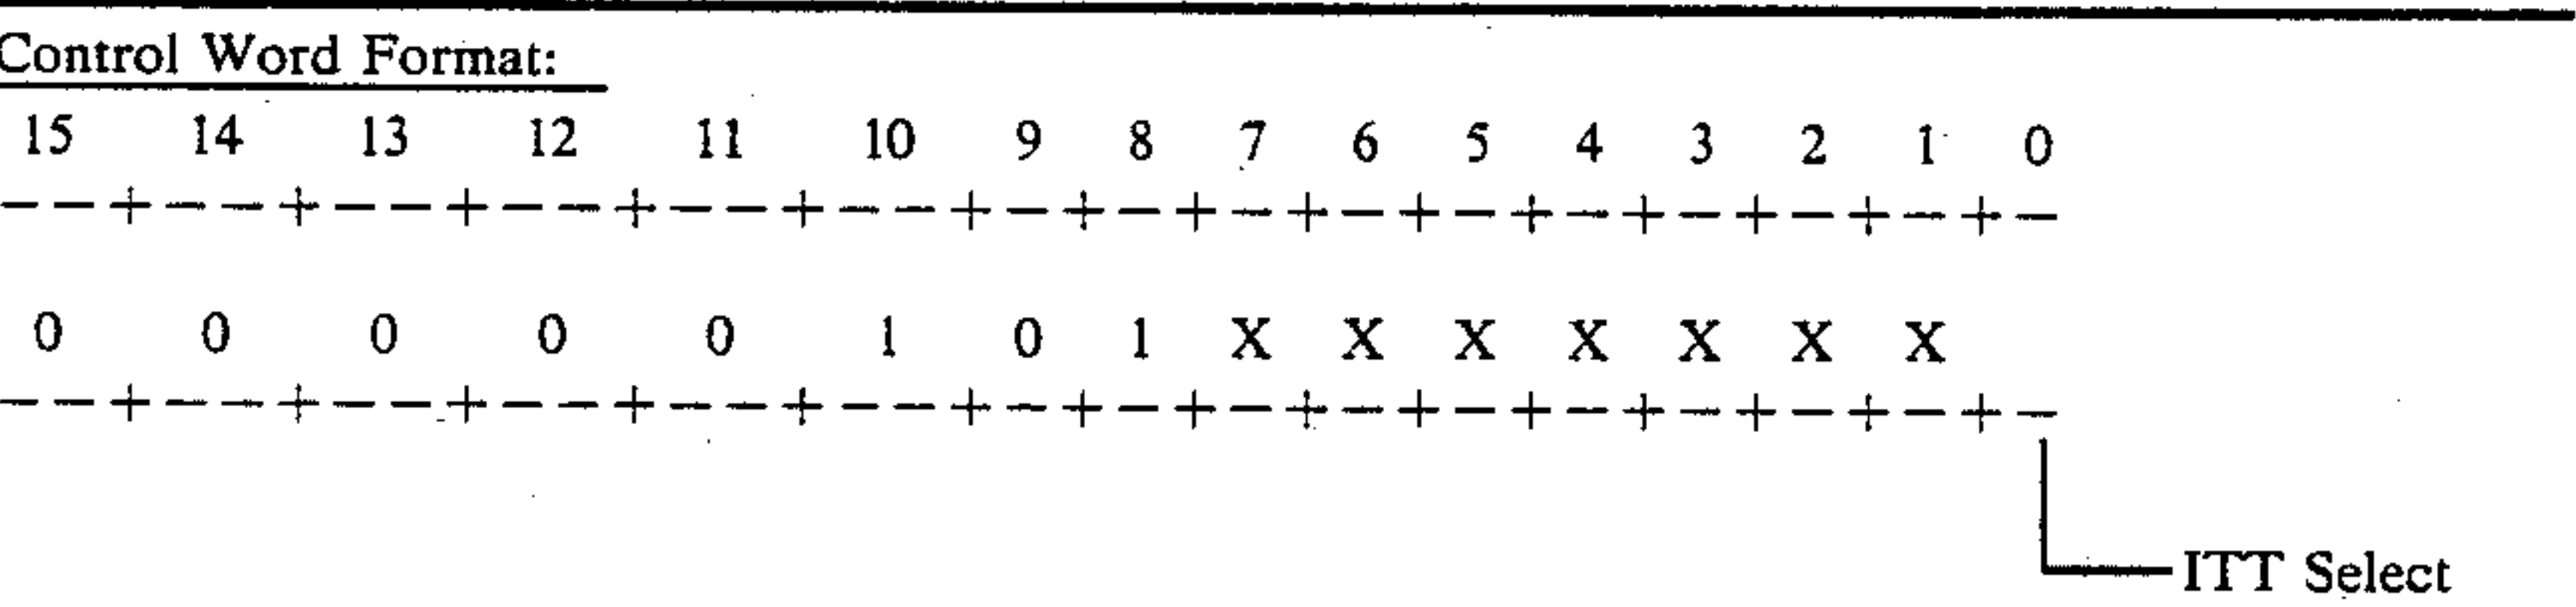 Control Word Format:
15 14 13 12 11 10 9 8 7 6 5 4 3 2 1 0
--+--+--+--+--+--+-+-+-+-+-+-+-+-+-+-
0 0 0 0 0 1 0 1 X X X X X X X
--+--+--+--+--+--+-+-+-+-+-+-+-+-+-+-
ITT Select